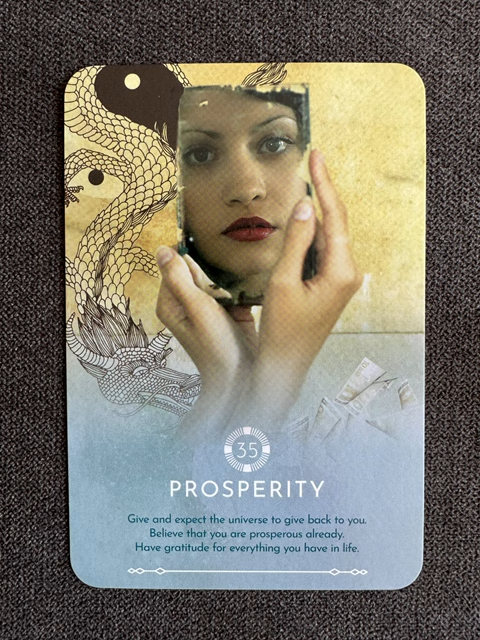 35
PROSPERITY
Give and expect the universe to give back to you.
Believe that you are prosperous already.
Have gratitude for everything you have in life.